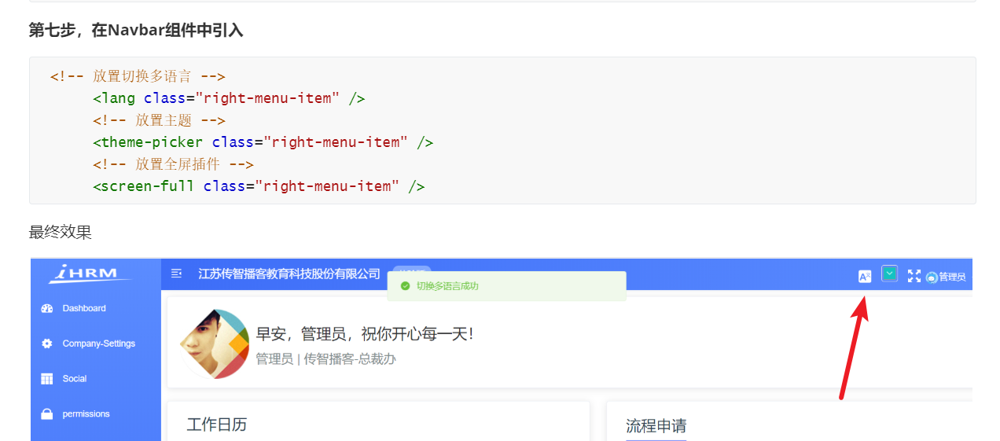 第七步，在Navbar组件中引入
<!-- 放置切换多语言 -->
<lang class="right-menu-item" />
<!-- 放置主题 -->
<theme-picker class="right-menu-item" />
<!-- 放置全屏插件 -->
<screen-full class="right-menu-item" />
最终效果
iHRM
江苏传智播客教育科技股份有限公司
管理员
切换多语言成功
Dashboard
Company-Settings
Social
permissions
早安，管理员，祝你开心每一天！
管理员 | 传智播客-总裁办
工作日历
流程申请